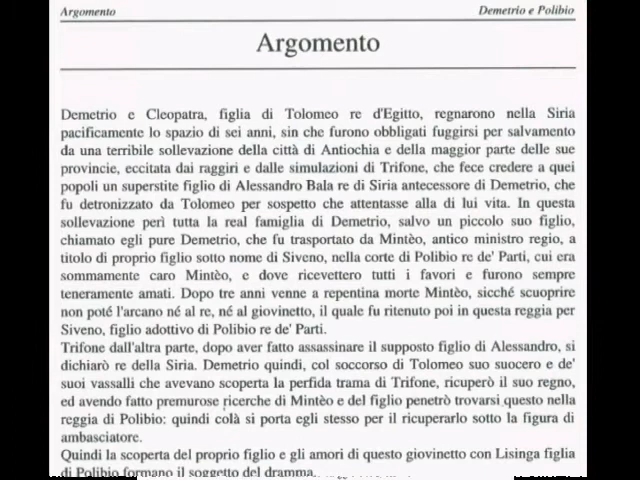 Argomento
Demetrio e Polibio
Argomento
Demetrio e Cleopatra, figlia di Tolomeo re d'Egitto, regnarono nella Siria
pacificamente lo spazio di sei anni, sin che furono obbligati fuggirsi per salvamento
da una terribile sollevazione della città di Antiochia e della maggior parte delle sue
provincie, eccitata dai raggiri e dalle simulazioni di Trifone, che fece credere a quei
popoli un superstite figlio di Alessandro Bala re di Siria antecessore di Demetrio, che
fu detronizzato da Tolomeo per sospetto che attentasse alla di lui vita. In questa
sollevazione perì tutta la real famiglia di Demetrio, salvo un piccolo suo figlio,
chiamato egli pure Demetrio, che fu trasportato da Mintèo, antico ministro regio, a
titolo di proprio figlio sotto nome di Siveno, nella corte di Polibio re de' Parti, cui era
sommamente caro Mintèo, e dove ricevettero tutti i favori e furono sempre
teneramente amati. Dopo tre anni venne a repentina morte Mintèo, sicché scuoprire
non poté l'arcano né al re, né al giovinetto, il quale fu ritenuto poi in questa reggia per
Siveno, figlio adottivo di Polibio re de' Parti.
Trifone dall'altra parte, dopo aver fatto assassinare il supposto figlio di Alessandro, si
dichiarò re della Siria. Demetrio quindi, col soccorso di Tolomeo suo suocero e de'
suoi vassalli che avevano scoperta la perfida trama di Trifone, ricuperò il suo regno,
ed avendo fatto premurose ricerche di Mintèo e del figlio penetrò trovarsi questo nella
reggia di Polibio: quindi colà si porta egli stesso per il ricuperarlo sotto la figura di
ambasciatore.
Quindi la scoperta del proprio figlio e gli amori di questo giovinetto con Lisinga figlia
di Polibio formano il soggetto del dramma.